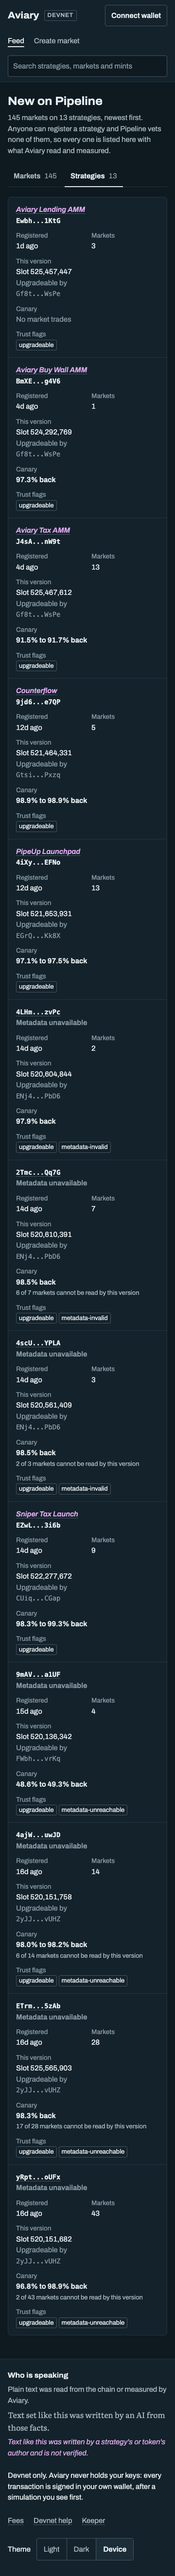 Aviary DEVNET
Connect wallet
Feed Create market
Search strategies, markets and mints
New on Pipeline
145 markets on 13 strategies, newest first.
Anyone can register a strategy and Pipeline vets
none of them, so every one is listed here with
what Aviary read and measured.
Markets 145 Strategies 13
Aviary Lending AMM
Ewbh...1KtG
Registered Markets
1d ago 3
This version
Slot 525,457,447
Upgradeable by
Gf8t...WsPe
Canary
No market trades
Trust flags
upgradeable
Aviary Buy Wall AMM
BmXE...g4V6
Registered Markets
4d ago 1
This version
Slot 524,292,769
Upgradeable by
Gf8t...WsPe
Canary
97.3% back
Trust flags
upgradeable
Aviary Tax AMM
J4sA...nW9t
Registered Markets
4d ago 13
This version
Slot 525,467,612
Upgradeable by
Gf8t...WsPe
Canary
91.5% to 91.7% back
Trust flags
upgradeable
Counterflow
9jd6...e7QP
Registered Markets
12d ago 5
This version
Slot 521,464,331
Upgradeable by
Gtsi...Pxzq
Canary
98.9% to 98.9% back
Trust flags
upgradeable
PipeUp Launchpad
4iXy...EFNo
Registered Markets
12d ago 13
This version
Slot 521,653,931
Upgradeable by
EGrQ...Kk8X
Canary
97.1% to 97.5% back
Trust flags
upgradeable
4LHm...zvPc
Metadata unavailable
Registered Markets
14d ago 2
This version
Slot 520,604,844
Upgradeable by
ENj4...PbD6
Canary
97.9% back
Trust flags
upgradeable metadata-invalid
2Tmc...Qq7G
Metadata unavailable
Registered Markets
14d ago 7
This version
Slot 520,610,391
Upgradeable by
ENj4...PbD6
Canary
98.5% back
6 of 7 markets cannot be read by this version
Trust flags
upgradeable metadata-invalid
4scU...YPLA
Metadata unavailable
Registered Markets
14d ago 3
This version
Slot 520,561,409
Upgradeable by
ENj4...PbD6
Canary
98.5% back
2 of 3 markets cannot be read by this version
Trust flags
upgradeable metadata-invalid
Sniper Tax Launch
EZwL...3i6b
Registered Markets
14d ago 9
This version
Slot 522,277,672
Upgradeable by
CUiq...CGap
Canary
98.3% to 99.3% back
Trust flags
upgradeable
9mAV...a1UF
Metadata unavailable
Registered Markets
15d ago 4
This version
Slot 520,136,342
Upgradeable by
FWbh...vrKq
Canary
48.6% to 49.3% back
Trust flags
upgradeable metadata-unreachable
4ajW...uwJD
Metadata unavailable
Registered Markets
16d ago 14
This version
Slot 520,151,758
Upgradeable by
2yJJ...vUHZ
Canary
98.0% to 98.2% back
6 of 14 markets cannot be read by this version
Trust flags
upgradeable metadata-unreachable
ETrm...5zAb
Metadata unavailable
Registered Markets
16d ago 28
This version
Slot 525,565,903
Upgradeable by
2yJJ...vUHZ
Canary
98.3% back
17 of 28 markets cannot be read by this version
Trust flags
upgradeable metadata-unreachable
yRpt...oUFx
Metadata unavailable
Registered Markets
16d ago 43
This version
Slot 520,151,682
Upgradeable by
2yJJ...vUHZ
Canary
96.8% to 98.9% back
2 of 43 markets cannot be read by this version
Trust flags
upgradeable metadata-unreachable
Who is speaking
Plain text was read from the chain or measured by
Aviary.
Text set like this was written by an AI from
those facts.
Text like this was written by a strategy's or token's
author and is not verified.
Devnet only. Aviary never holds your keys: every
transaction is signed in your own wallet, after a
simulation you see first.
Fees Devnet help Keeper
Theme Light Dark Device